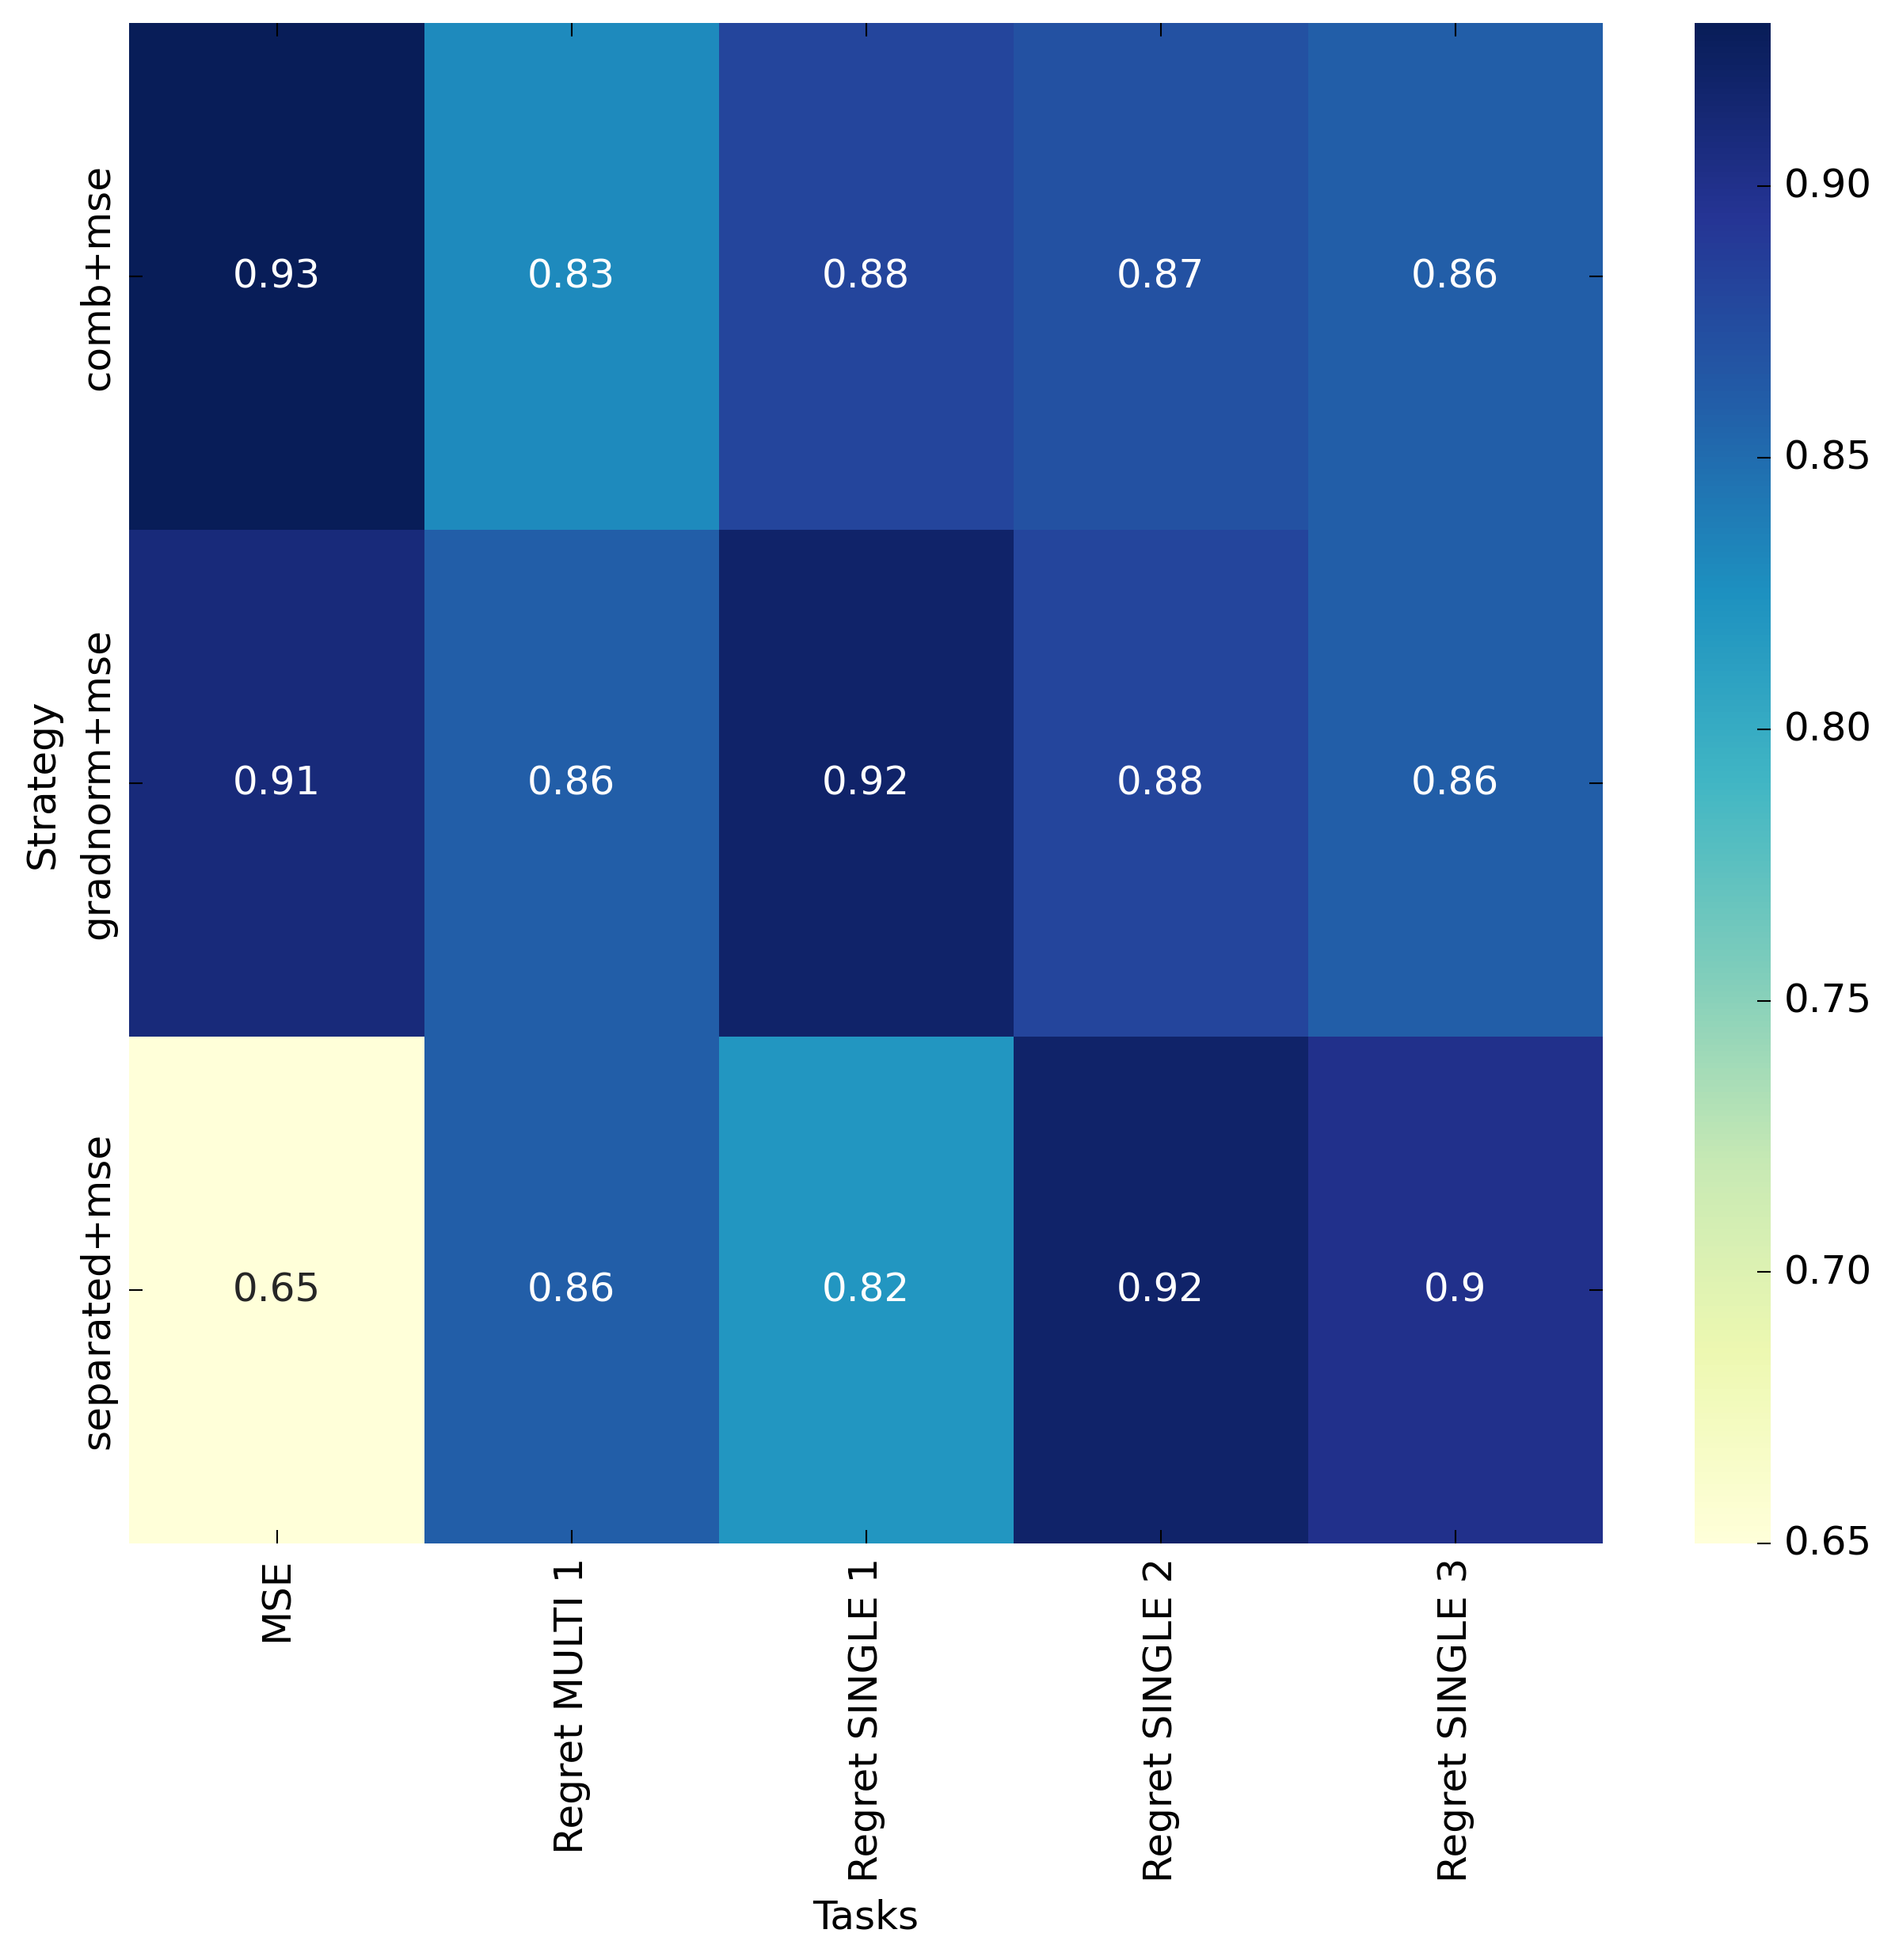 Strategy
comb+mse
gradnorm+mse
separated+mse
0.93 0.83 0.88 0.87 0.86
0.91 0.86 0.92 0.88 0.86
0.65 0.86 0.82 0.92 0.9
MSE
Regret MULTI 1
Regret SINGLE 1
Regret SINGLE 2
Regret SINGLE 3
Tasks
0.90
0.85
0.80
0.75
0.70
0.65